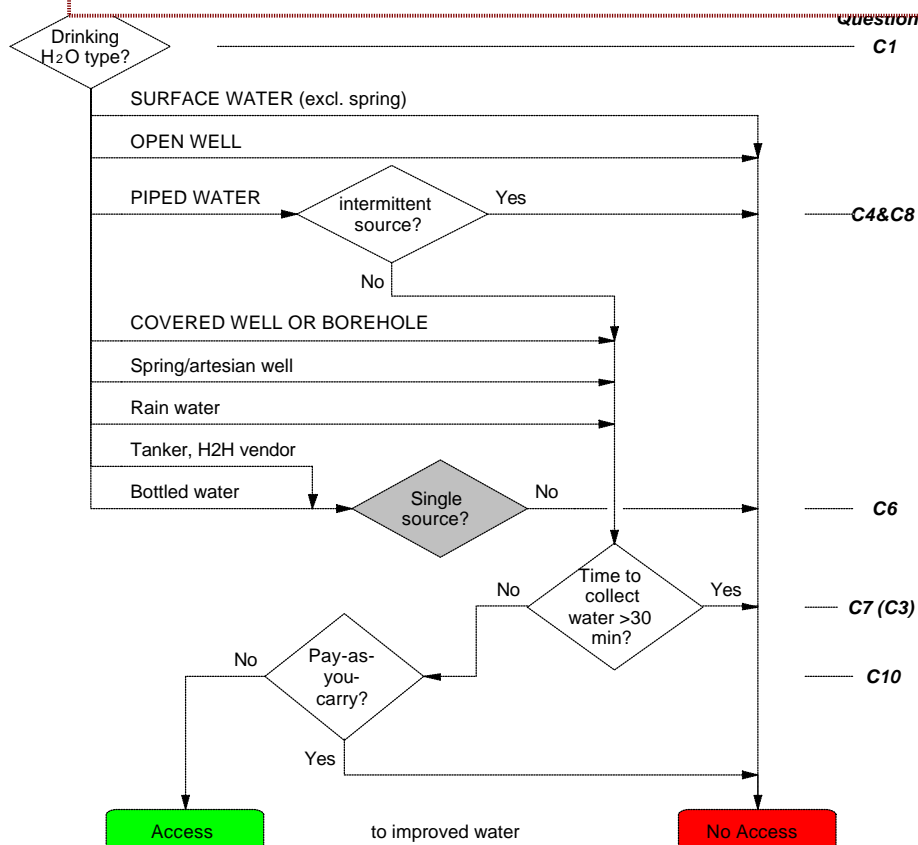 Question
Drinking
H2O type?
C1
SURFACE WATER (excl. spring)
OPEN WELL
PIPED WATER
intermittent
source?
Yes
C4&C8
No
COVERED WELL OR BOREHOLE
Spring/artesian well
Rain water
Tanker, H2H vendor
Bottled water
Single
source?
No
C6
Time to
collect
water >30
min?
No
Yes
C7 (C3)
Pay-as-
you-
carry?
No
C10
Yes
Access
to improved water
No Access